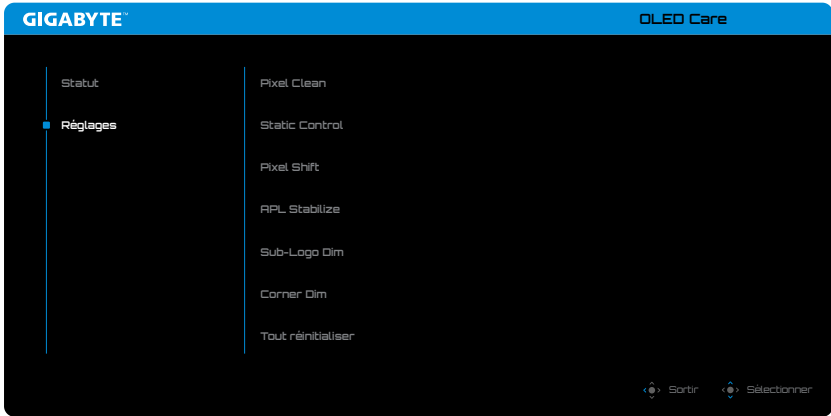 GIGABYTE™
OLED Care
Statut
Réglages
Pixel Clean
Static Control
Pixel Shift
APL Stabilize
Sub-Logo Dim
Corner Dim
Tout réinitialiser
Sortir
Sélectionner